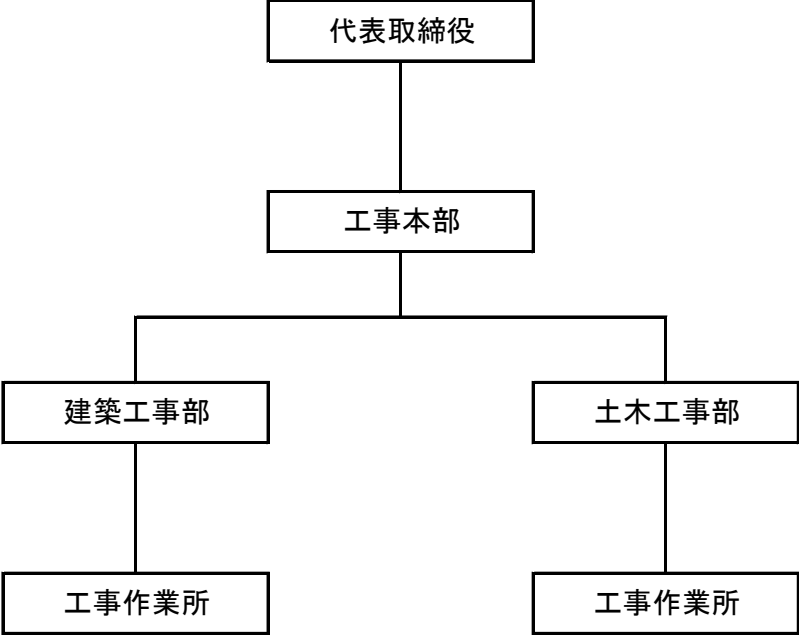 代表取締役
工事本部
建築工事部
土木工事部
工事作業所
工事作業所